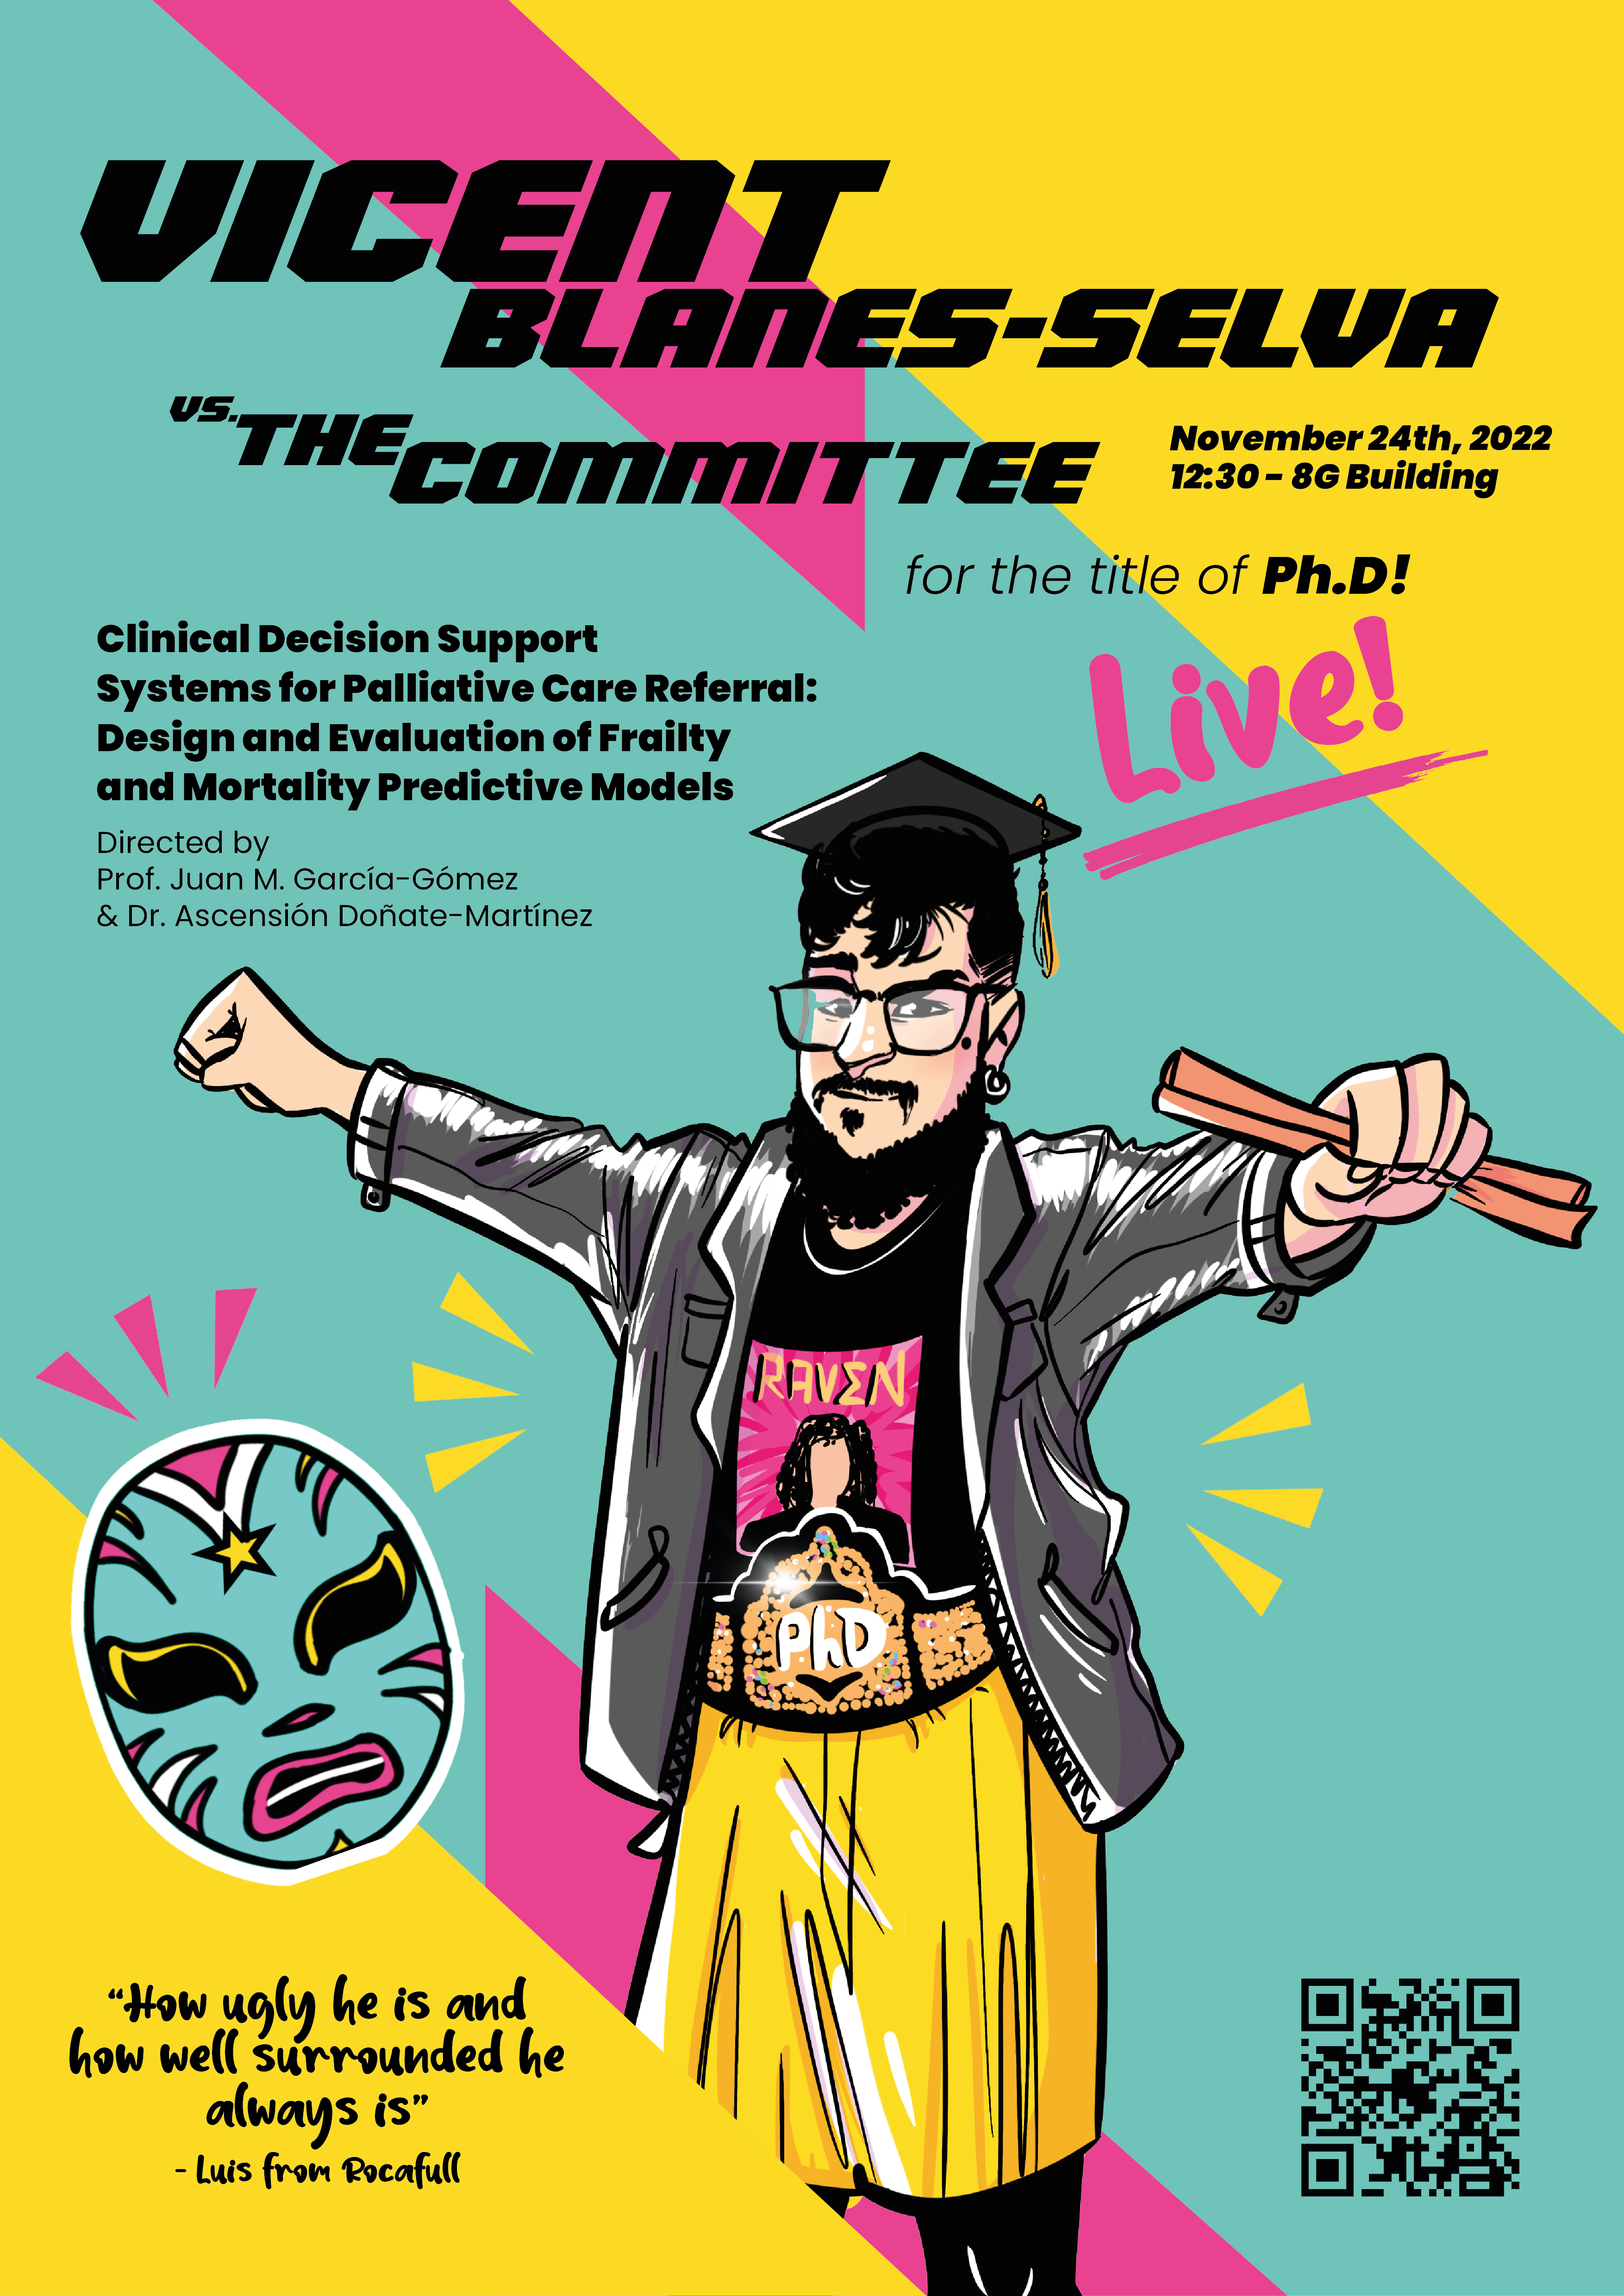 VICENT
BLANES-SELVA
VS. THE COMMITTEE
November 24th, 2022
12:30 - 8G Building
for the title of Ph.D!
Live!
Clinical Decision Support
Systems for Palliative Care Referral:
Design and Evaluation of Frailty
and Mortality Predictive Models
Directed by
Prof. Juan M. García-Gómez
& Dr. Ascensión Doñate-Martínez
RAVEN
PhD
“How ugly he is and
how well surrounded he
always is”
- Luis from Rocafull